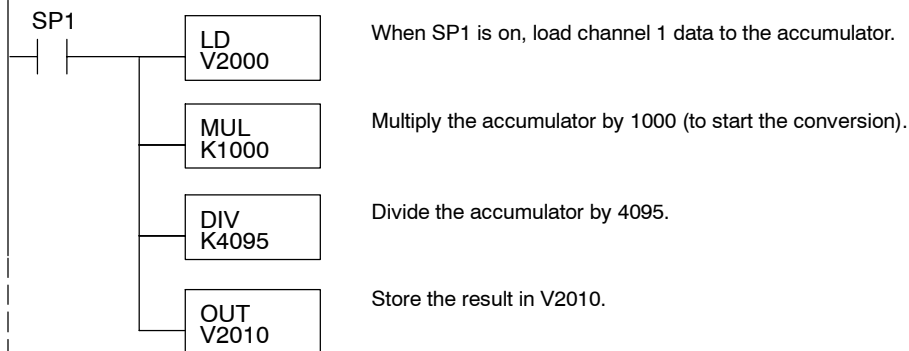 SP1
LD
V2000
When SP1 is on, load channel 1 data to the accumulator.
MUL
K1000
Multiply the accumulator by 1000 (to start the conversion).
DIV
K4095
Divide the accumulator by 4095.
OUT
V2010
Store the result in V2010.